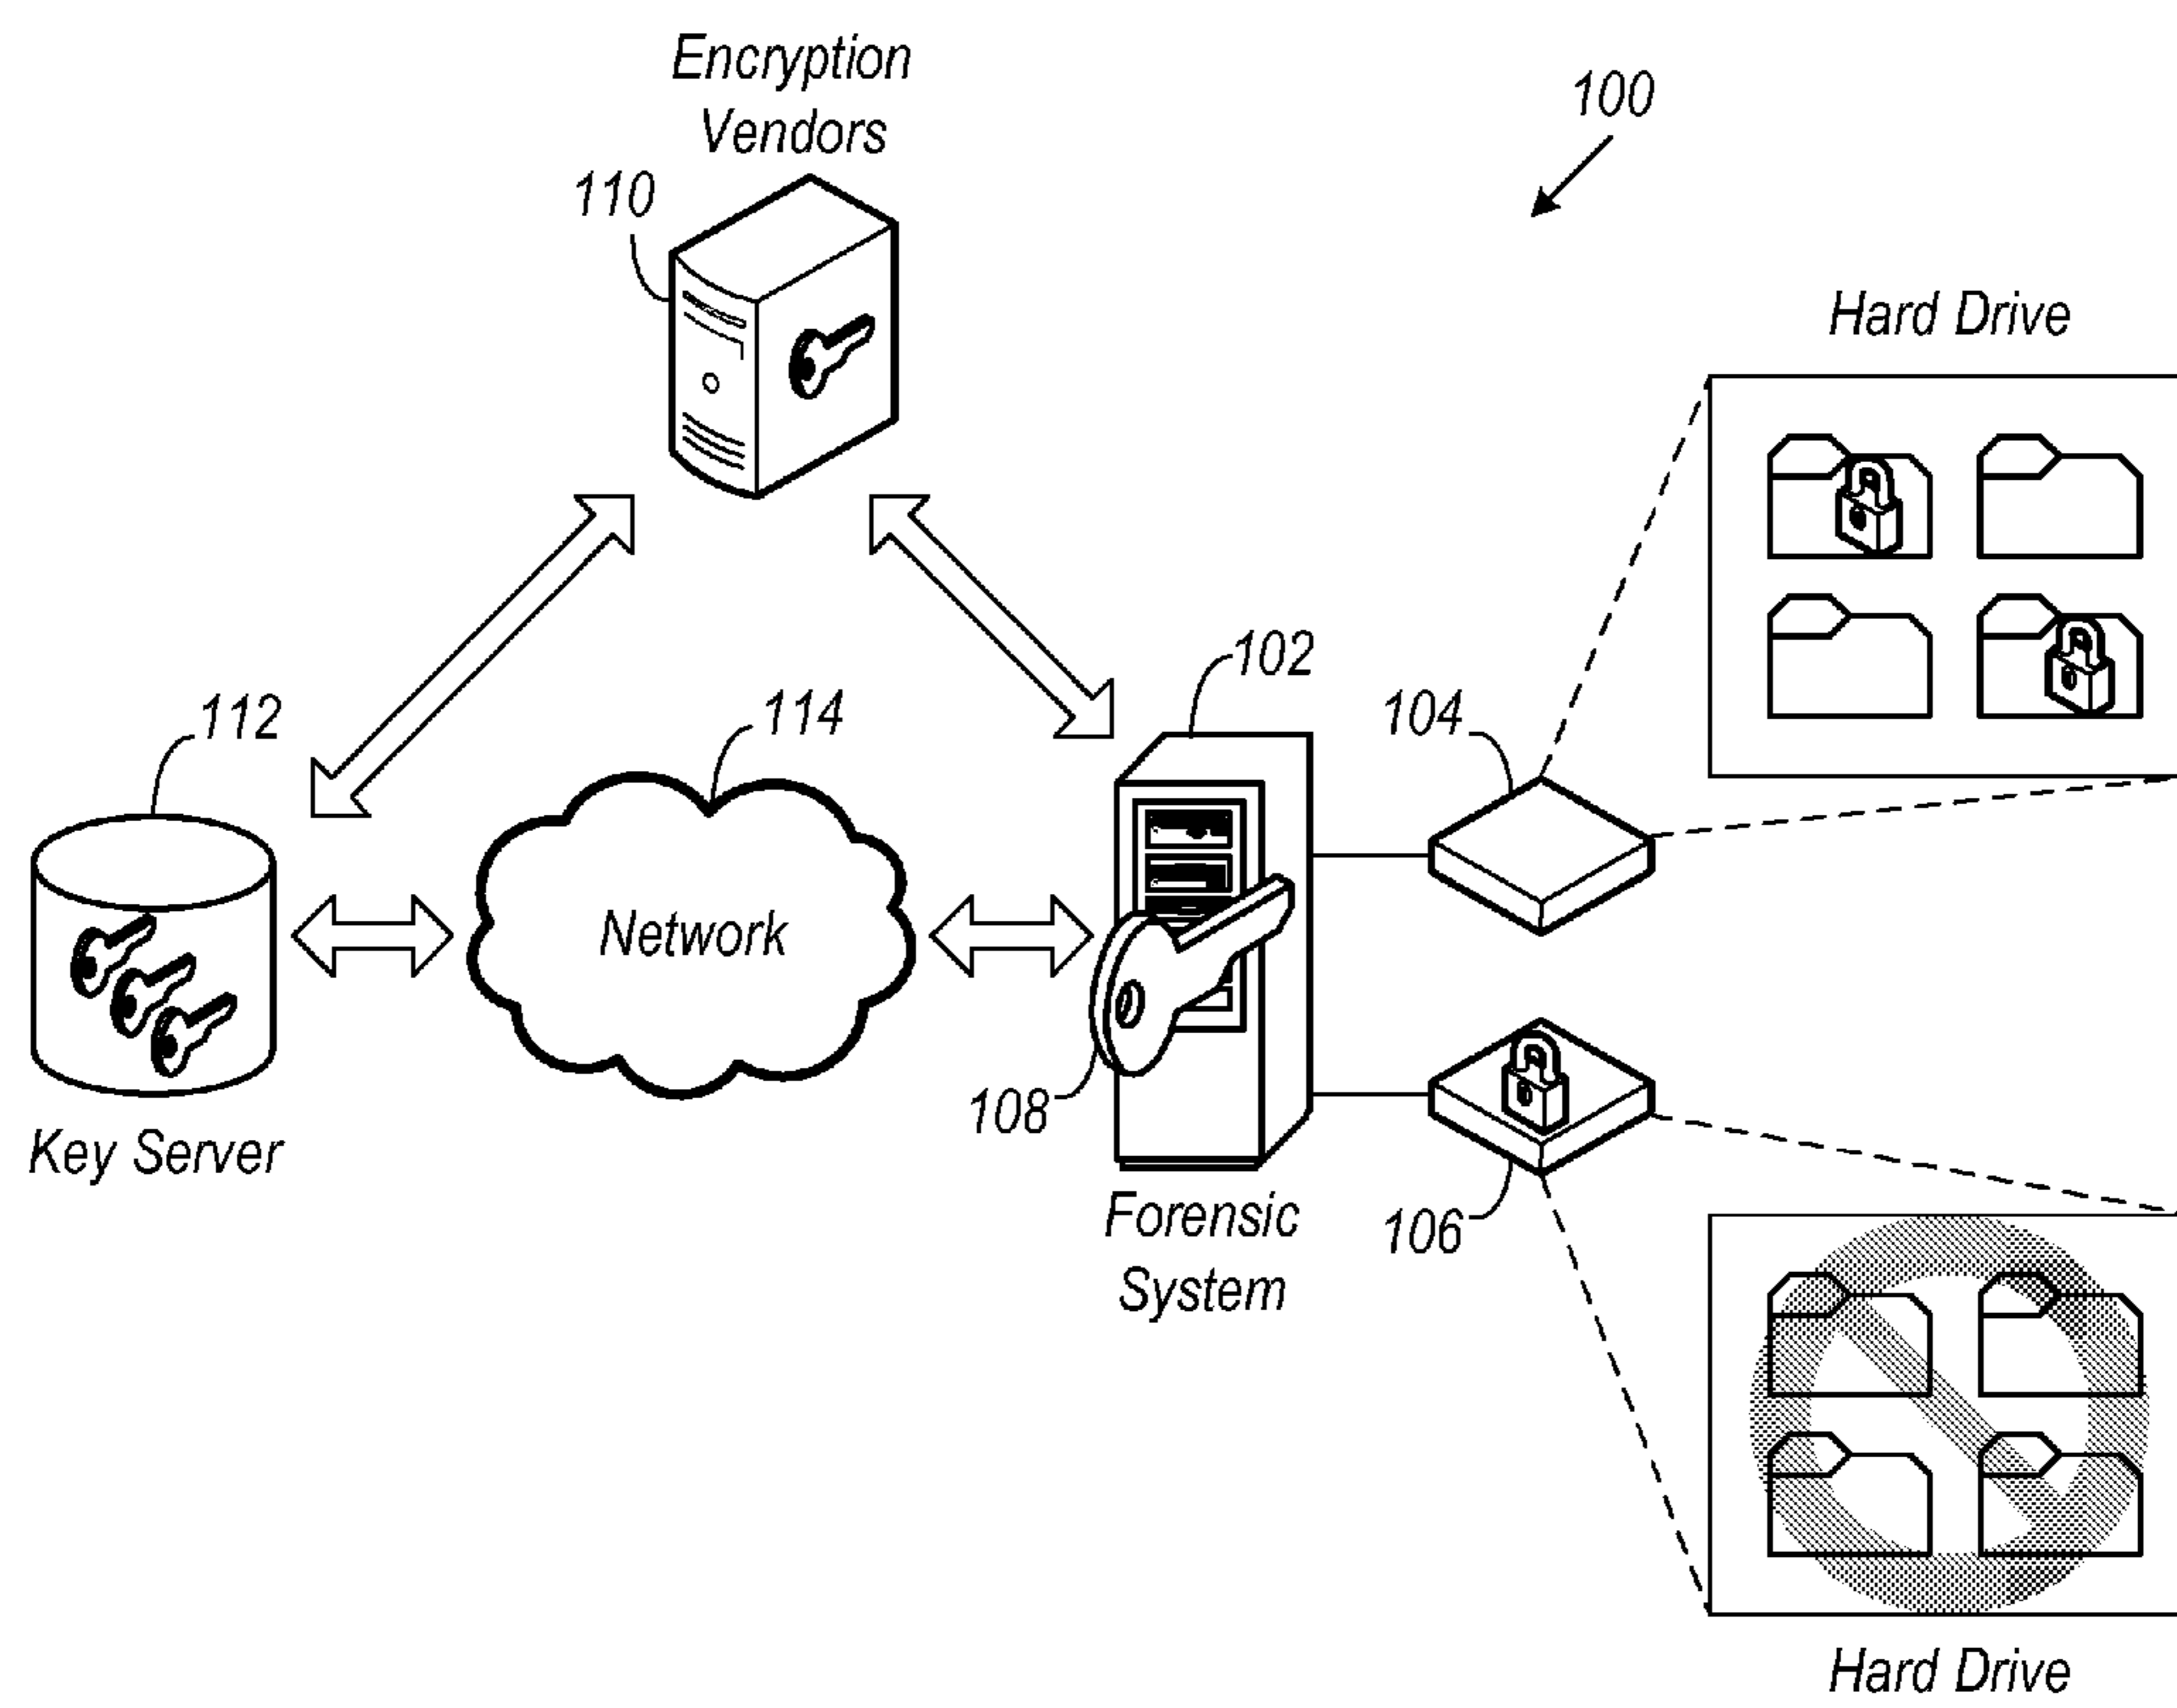 Encryption
Vendors
100
110
Hard Drive
102
104
112
114
Network
108
Key Server
Forensic
System
106
Hard Drive